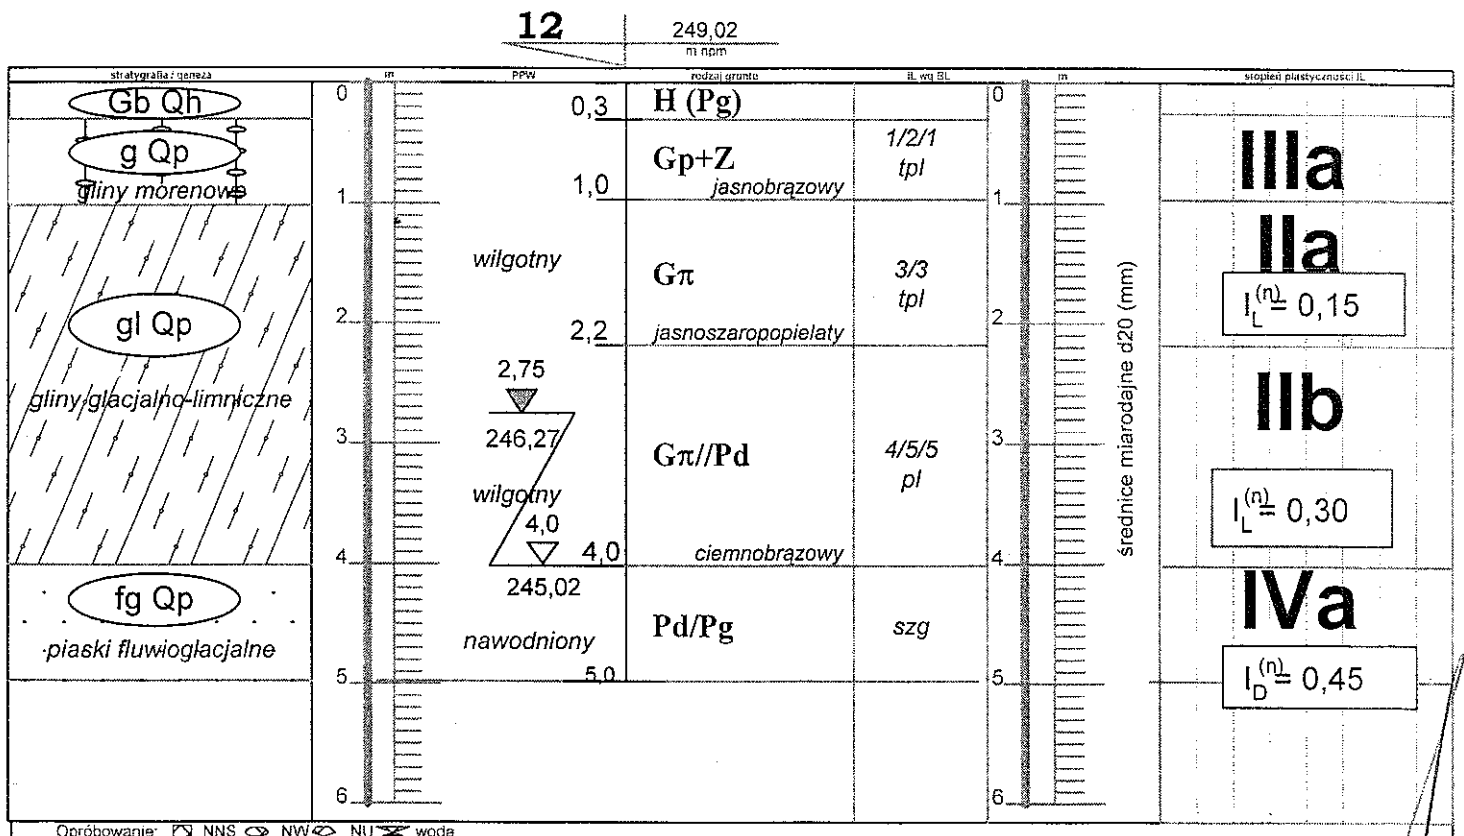 12
249,02
m npm
stratygrafia / geneza
m
PPW
rodzaj gruntu
IL wg BL
m
stopień plastyczności IL
Gb Qh
0
0,3
H (Pg)
0
g Qp
gliny morenowe
1
1,0
Gp+Z
jasnobrązowy
1/2/1
tpl
1
IIIa
gl Qp
gliny glacjalno-limniczne
2
wilgotny
2,2
Gπ
jasnoszaropopielaty
3/3
tpl
2
IIa
I_L^(n) = 0,15
2,75
246,27
3
wilgotny
4,0
4
4,0
245,02
Gπ//Pd
ciemnobrązowy
4/5/5
pl
3
4
średnice miarodajne d20 (mm)
IIb
I_L^(n) = 0,30
fg Qp
piaski fluwioglacjalne
5
nawodniony
5,0
Pd/Pg
szg
5
IVa
I_D^(n) = 0,45
6
6
Opróbowanie: NNS NW NU woda